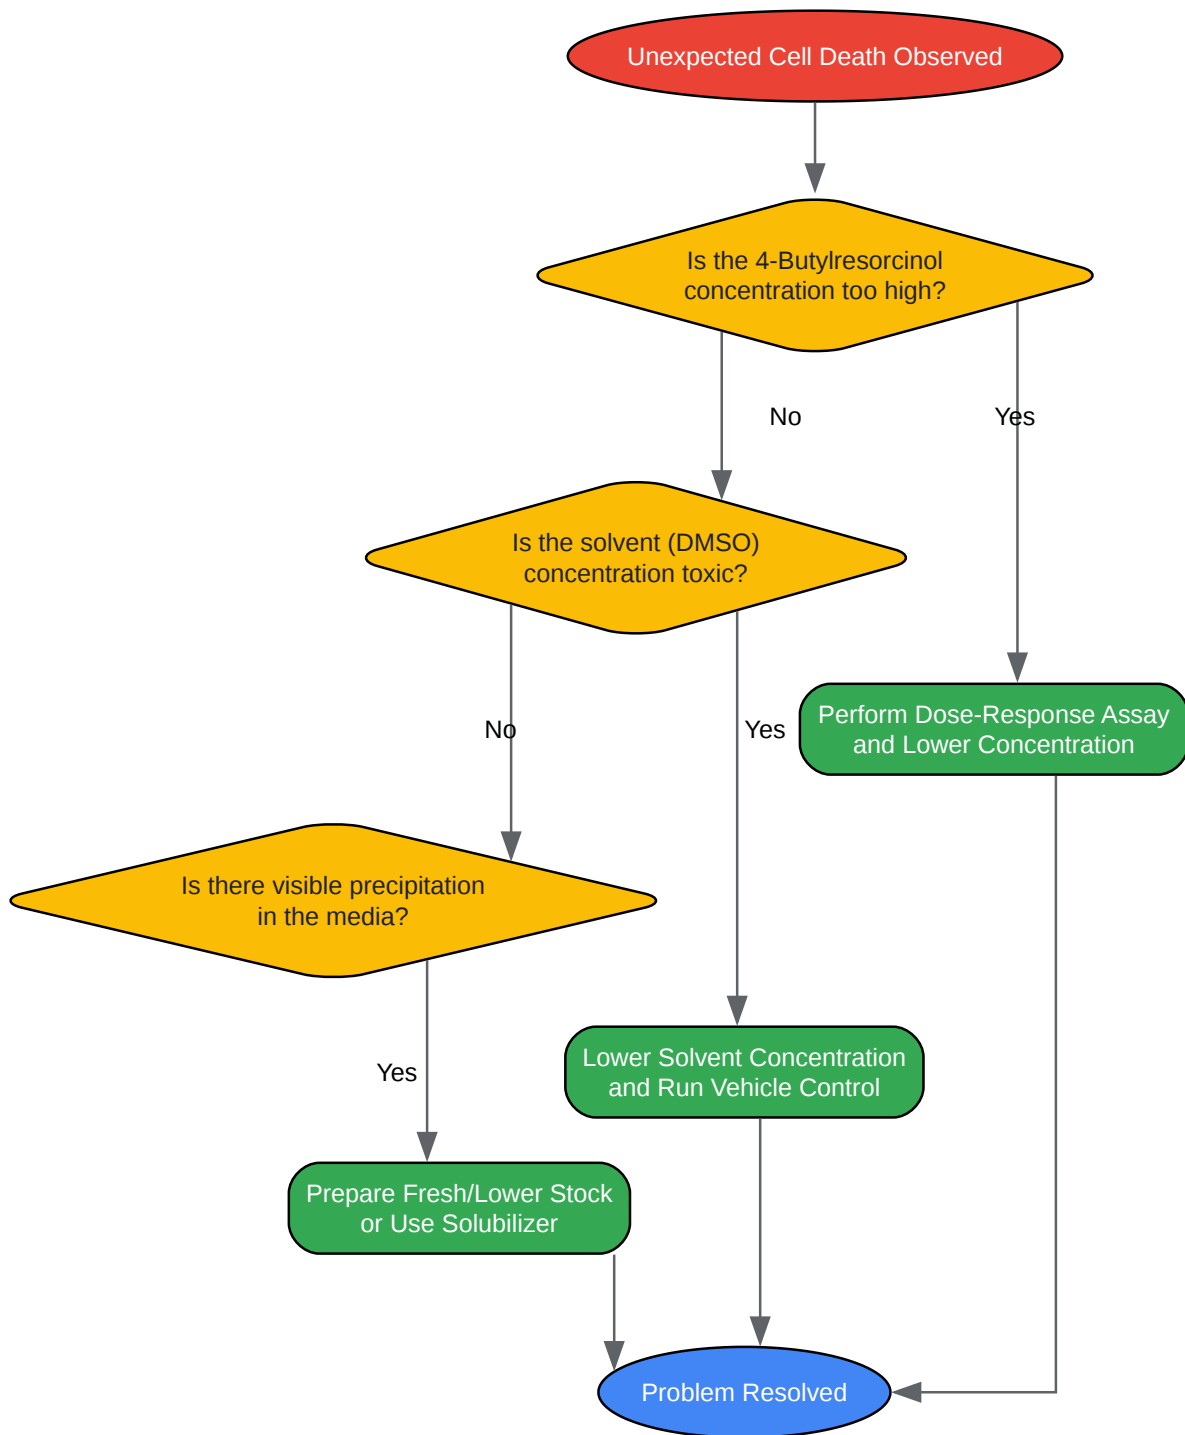 Unexpected Cell Death Observed
Is the 4-Butylresorcinol
concentration too high?
No
Yes
Is the solvent (DMSO)
concentration toxic?
Perform Dose-Response Assay
and Lower Concentration
No
Yes
Is there visible precipitation
in the media?
Lower Solvent Concentration
and Run Vehicle Control
Yes
Prepare Fresh/Lower Stock
or Use Solubilizer
Problem Resolved